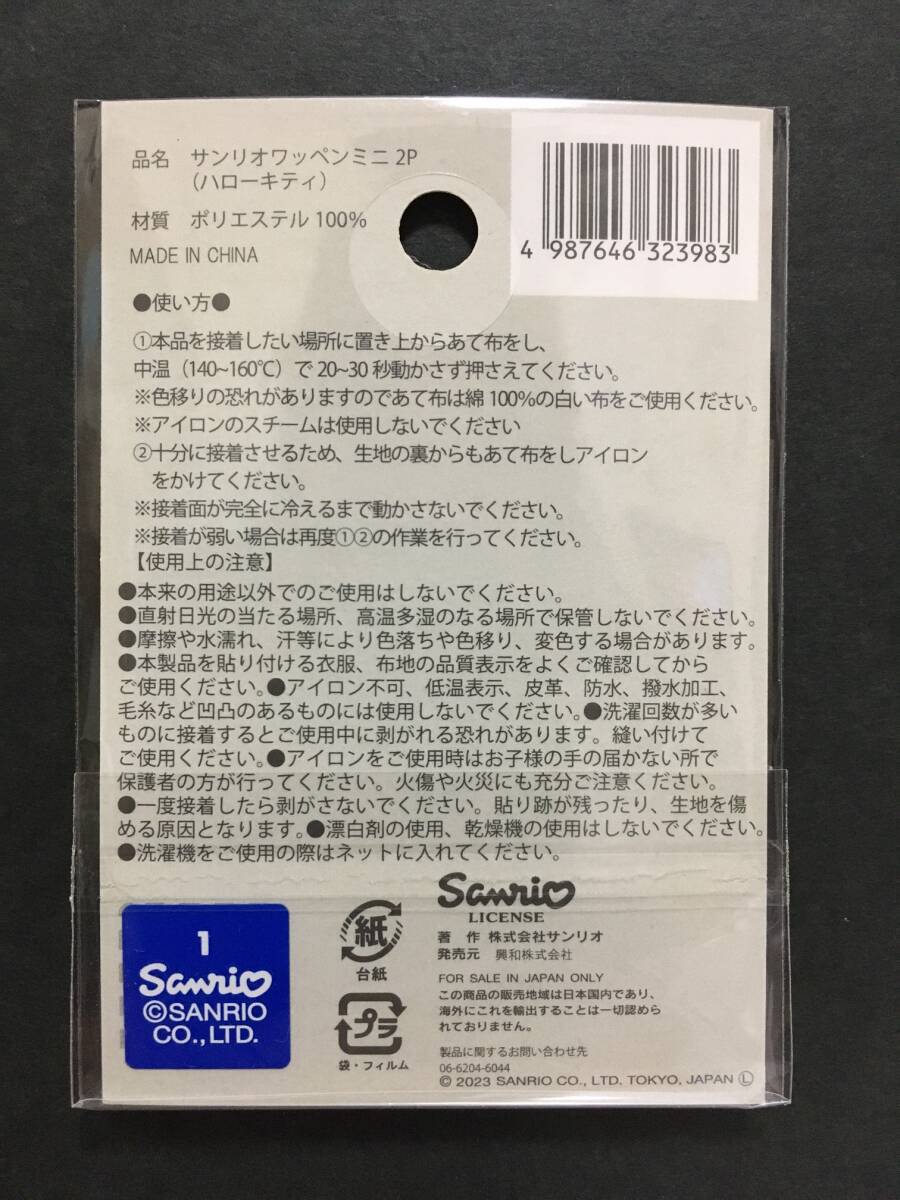 品名 サンリオワッペンミニ 2P
（ハローキティ）
材質 ポリエステル 100%
MADE IN CHINA
4 987646 323983
●使い方●
①本品を接着したい場所に置き上からあて布をし、
中温（140~160℃）で 20~30 秒動かさず押さえてください。
※色移りの恐れがありますのであて布は綿 100%の白い布をご使用ください。
※アイロンのスチームは使用しないでください
②十分に接着させるため、生地の裏からもあて布をしアイロン
をかけてください。
※接着面が完全に冷えるまで動かさないでください。
※接着が弱い場合は再度①②の作業を行ってください。
【使用上の注意】
●本来の用途以外でのご使用はしないでください。
●直射日光の当たる場所、高温多湿のなる場所で保管しないでください。
●摩擦や水濡れ、汗等により色落ちや色移り、変色する場合があります。
●本製品を貼り付ける衣服、布地の品質表示をよくご確認してから
ご使用ください。●アイロン不可、低温表示、皮革、防水、撥水加工、
毛糸など凹凸のあるものには使用しないでください。●洗濯回数が多い
ものに接着するとご使用中に剥がれる恐れがあります。縫い付けて
ご使用ください。●アイロンをご使用時はお子様の手の届かない所で
保護者の方が行ってください。火傷や火災にも充分ご注意ください。
●一度接着したら剥がさないでください。貼り跡が残ったり、生地を傷
める原因となります。●漂白剤の使用、乾燥機の使用はしないでください。
●洗濯機をご使用の際はネットに入れてください。
1
Sanrio
©SANRIO
CO.,LTD.
紙
台紙
プラ
袋・フィルム
Sanrio
LICENSE
著 作 株式会社サンリオ
発売元 興和株式会社
FOR SALE IN JAPAN ONLY
この商品の販売地域は日本国内であり、
海外にこれを輸出することは一切認めら
れておりません。
製品に関するお問い合わせ先
06-6204-6044
© 2023 SANRIO CO., LTD. TOKYO, JAPAN Ⓛ